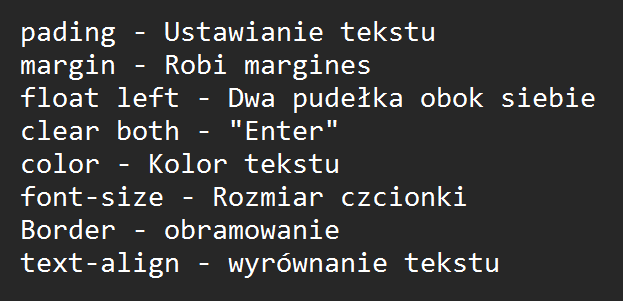 pading - Ustawianie tekstu
margin - Robi margines
float left - Dwa pudełka obok siebie
clear both - "Enter"
color - Kolor tekstu
font-size - Rozmiar czcionki
Border - obramowanie
text-align - wyrównanie tekstu